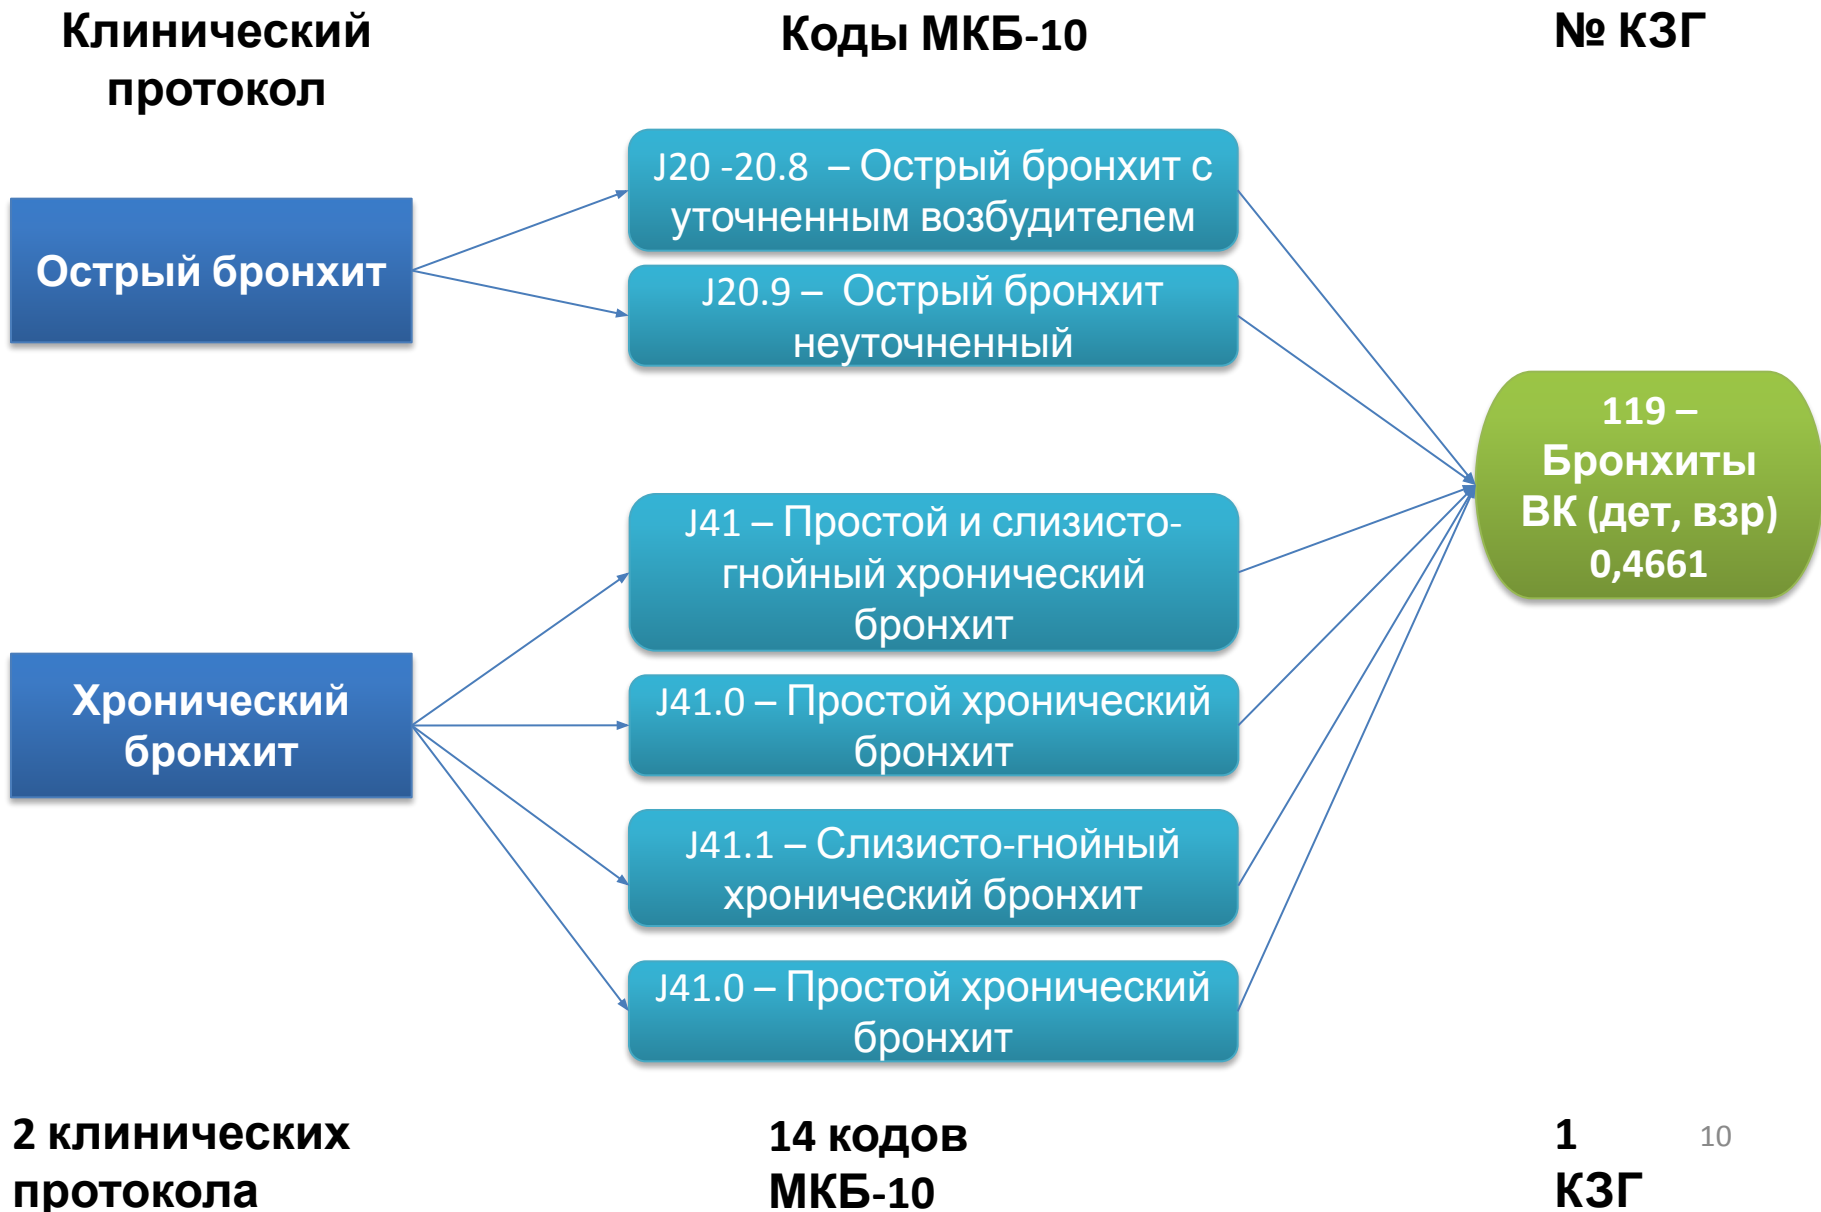 Клинический
протокол
Коды МКБ-10
№ КЗГ
Острый бронхит
J20 -20.8  – Острый бронхит с
уточненным возбудителем
J20.9 –  Острый бронхит
неуточненный
119 –
Бронхиты
ВК (дет, взр)
0,4661
Хронический
бронхит
J41 – Простой и слизисто-
гнойный хронический
бронхит
J41.0 – Простой хронический
бронхит
J41.1 – Слизисто-гнойный
хронический бронхит
J41.0 – Простой хронический
бронхит
2 клинических
протокола
14 кодов
МКБ-10
1
КЗГ
10